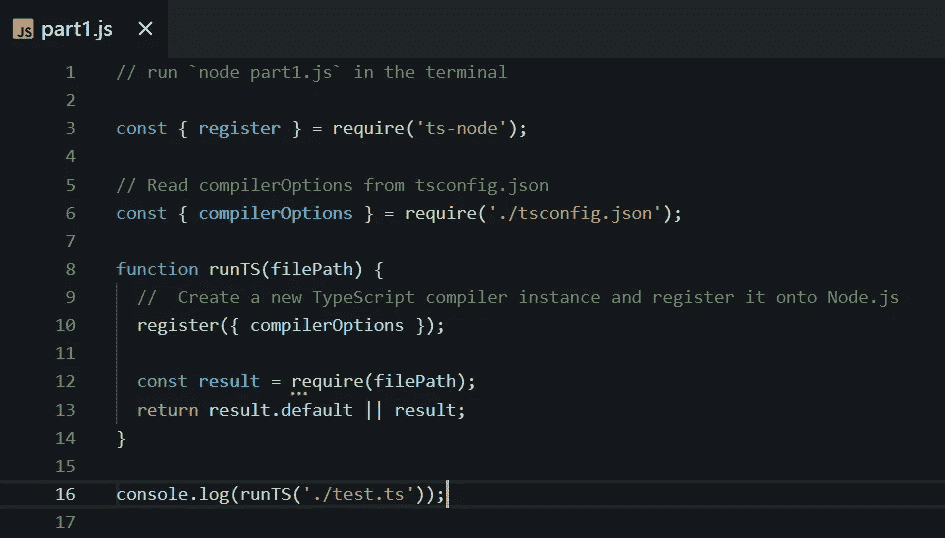 JS part1.js ×
1 // run `node part1.js` in the terminal
2
3 const { register } = require('ts-node');
4
5 // Read compilerOptions from tsconfig.json
6 const { compilerOptions } = require('./tsconfig.json');
7
8 function runTS(filePath) {
9   //  Create a new TypeScript compiler instance and register it onto Node.js
10   register({ compilerOptions });
11
12   const result = require(filePath);
13   return result.default || result;
14 }
15
16 console.log(runTS('./test.ts'));
17